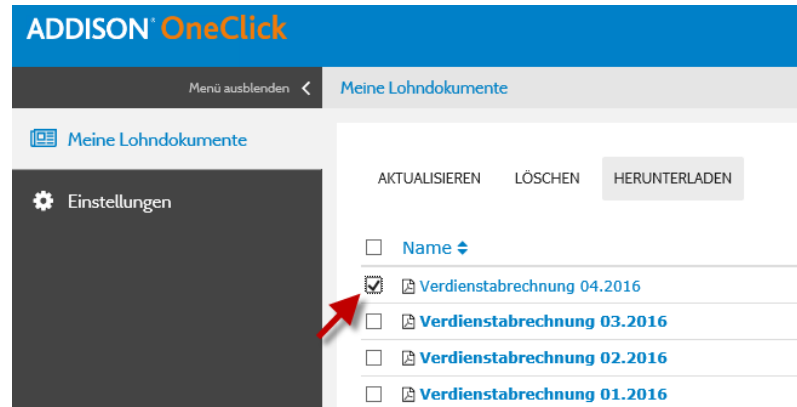 ADDISON® OneClick
Menü ausblenden
Meine Lohndokumente
Meine Lohndokumente
Einstellungen
AKTUALISIEREN LÖSCHEN HERUNTERLADEN
Name
Verdienstabrechnung 04.2016
Verdienstabrechnung 03.2016
Verdienstabrechnung 02.2016
Verdienstabrechnung 01.2016